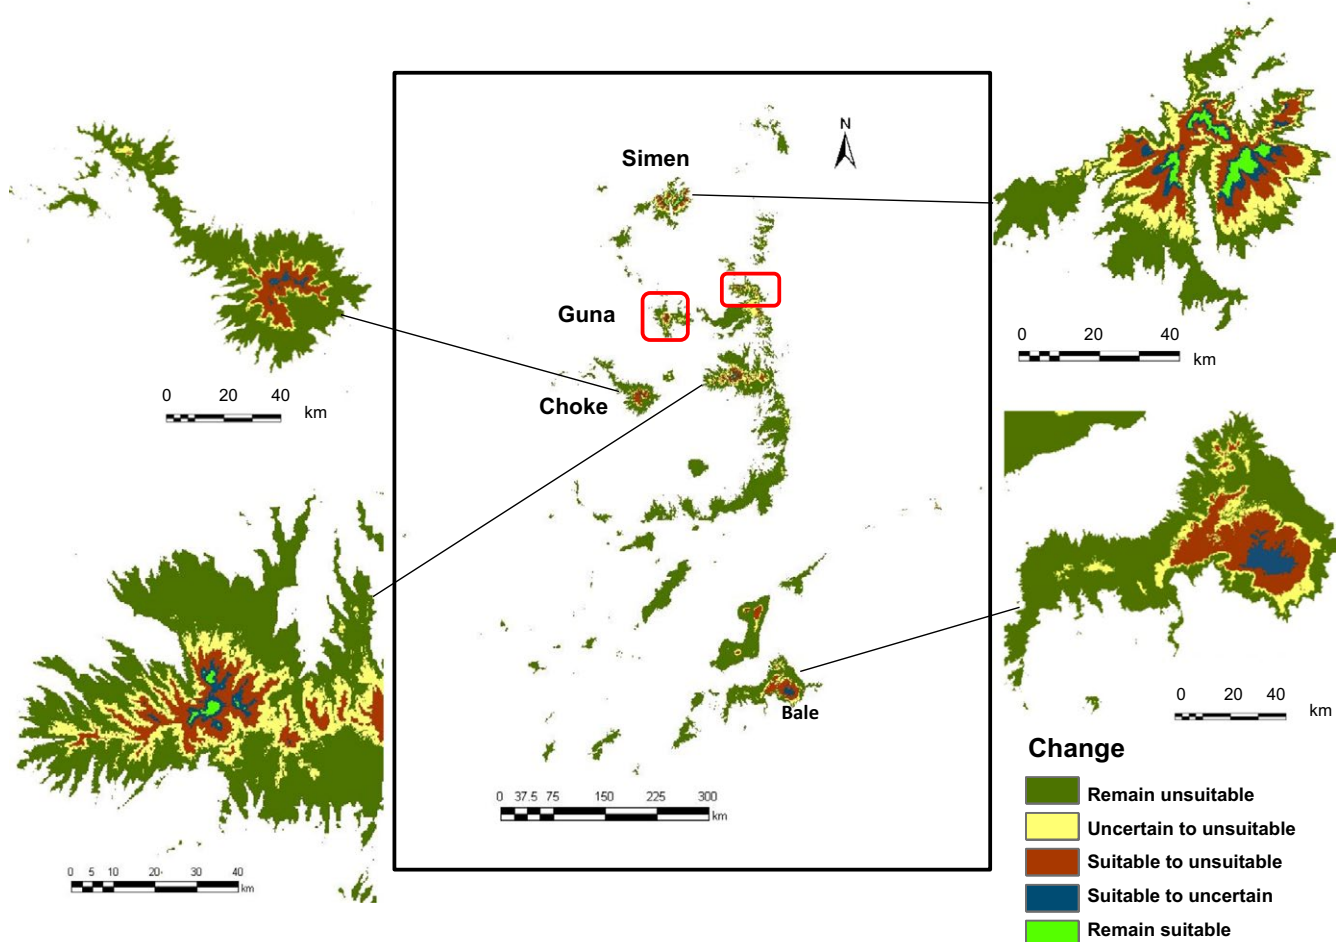 N
Simen
Guna
Choke
Bale
0 20 40
km
0 20 40
km
0 20 40
km
0 5 10 20 30 40
km
0 37.5 75 150 225 300
Change
Remain unsuitable
Uncertain to unsuitable
Suitable to unsuitable
Suitable to uncertain
Remain suitable